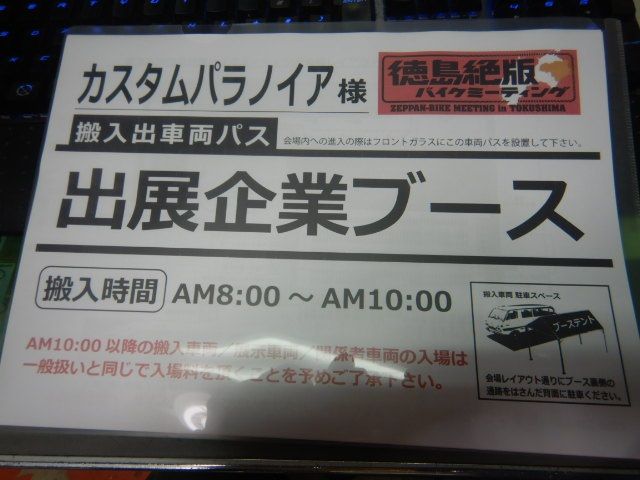 カスタムパラノイア様
徳島絶版
バイクミーティング
ZEPPAN-BIKE MEETING in TOKUSHIMA
搬入出車両パス
会場内への進入の際はフロントガラスにこの車両パスを設置して下さい。
出展企業ブース
搬入時間 AM8:00 ～ AM10:00
AM10:00 以降の搬入車両／展示車両／関係者車両の入場は
一般扱いと同じで入場料を頂くことを予めご了承下さい。
搬入車両 駐車スペース
ブーステント
会場レイアウト通りにブース裏側の
通路をはさんだ背面に駐車ください。